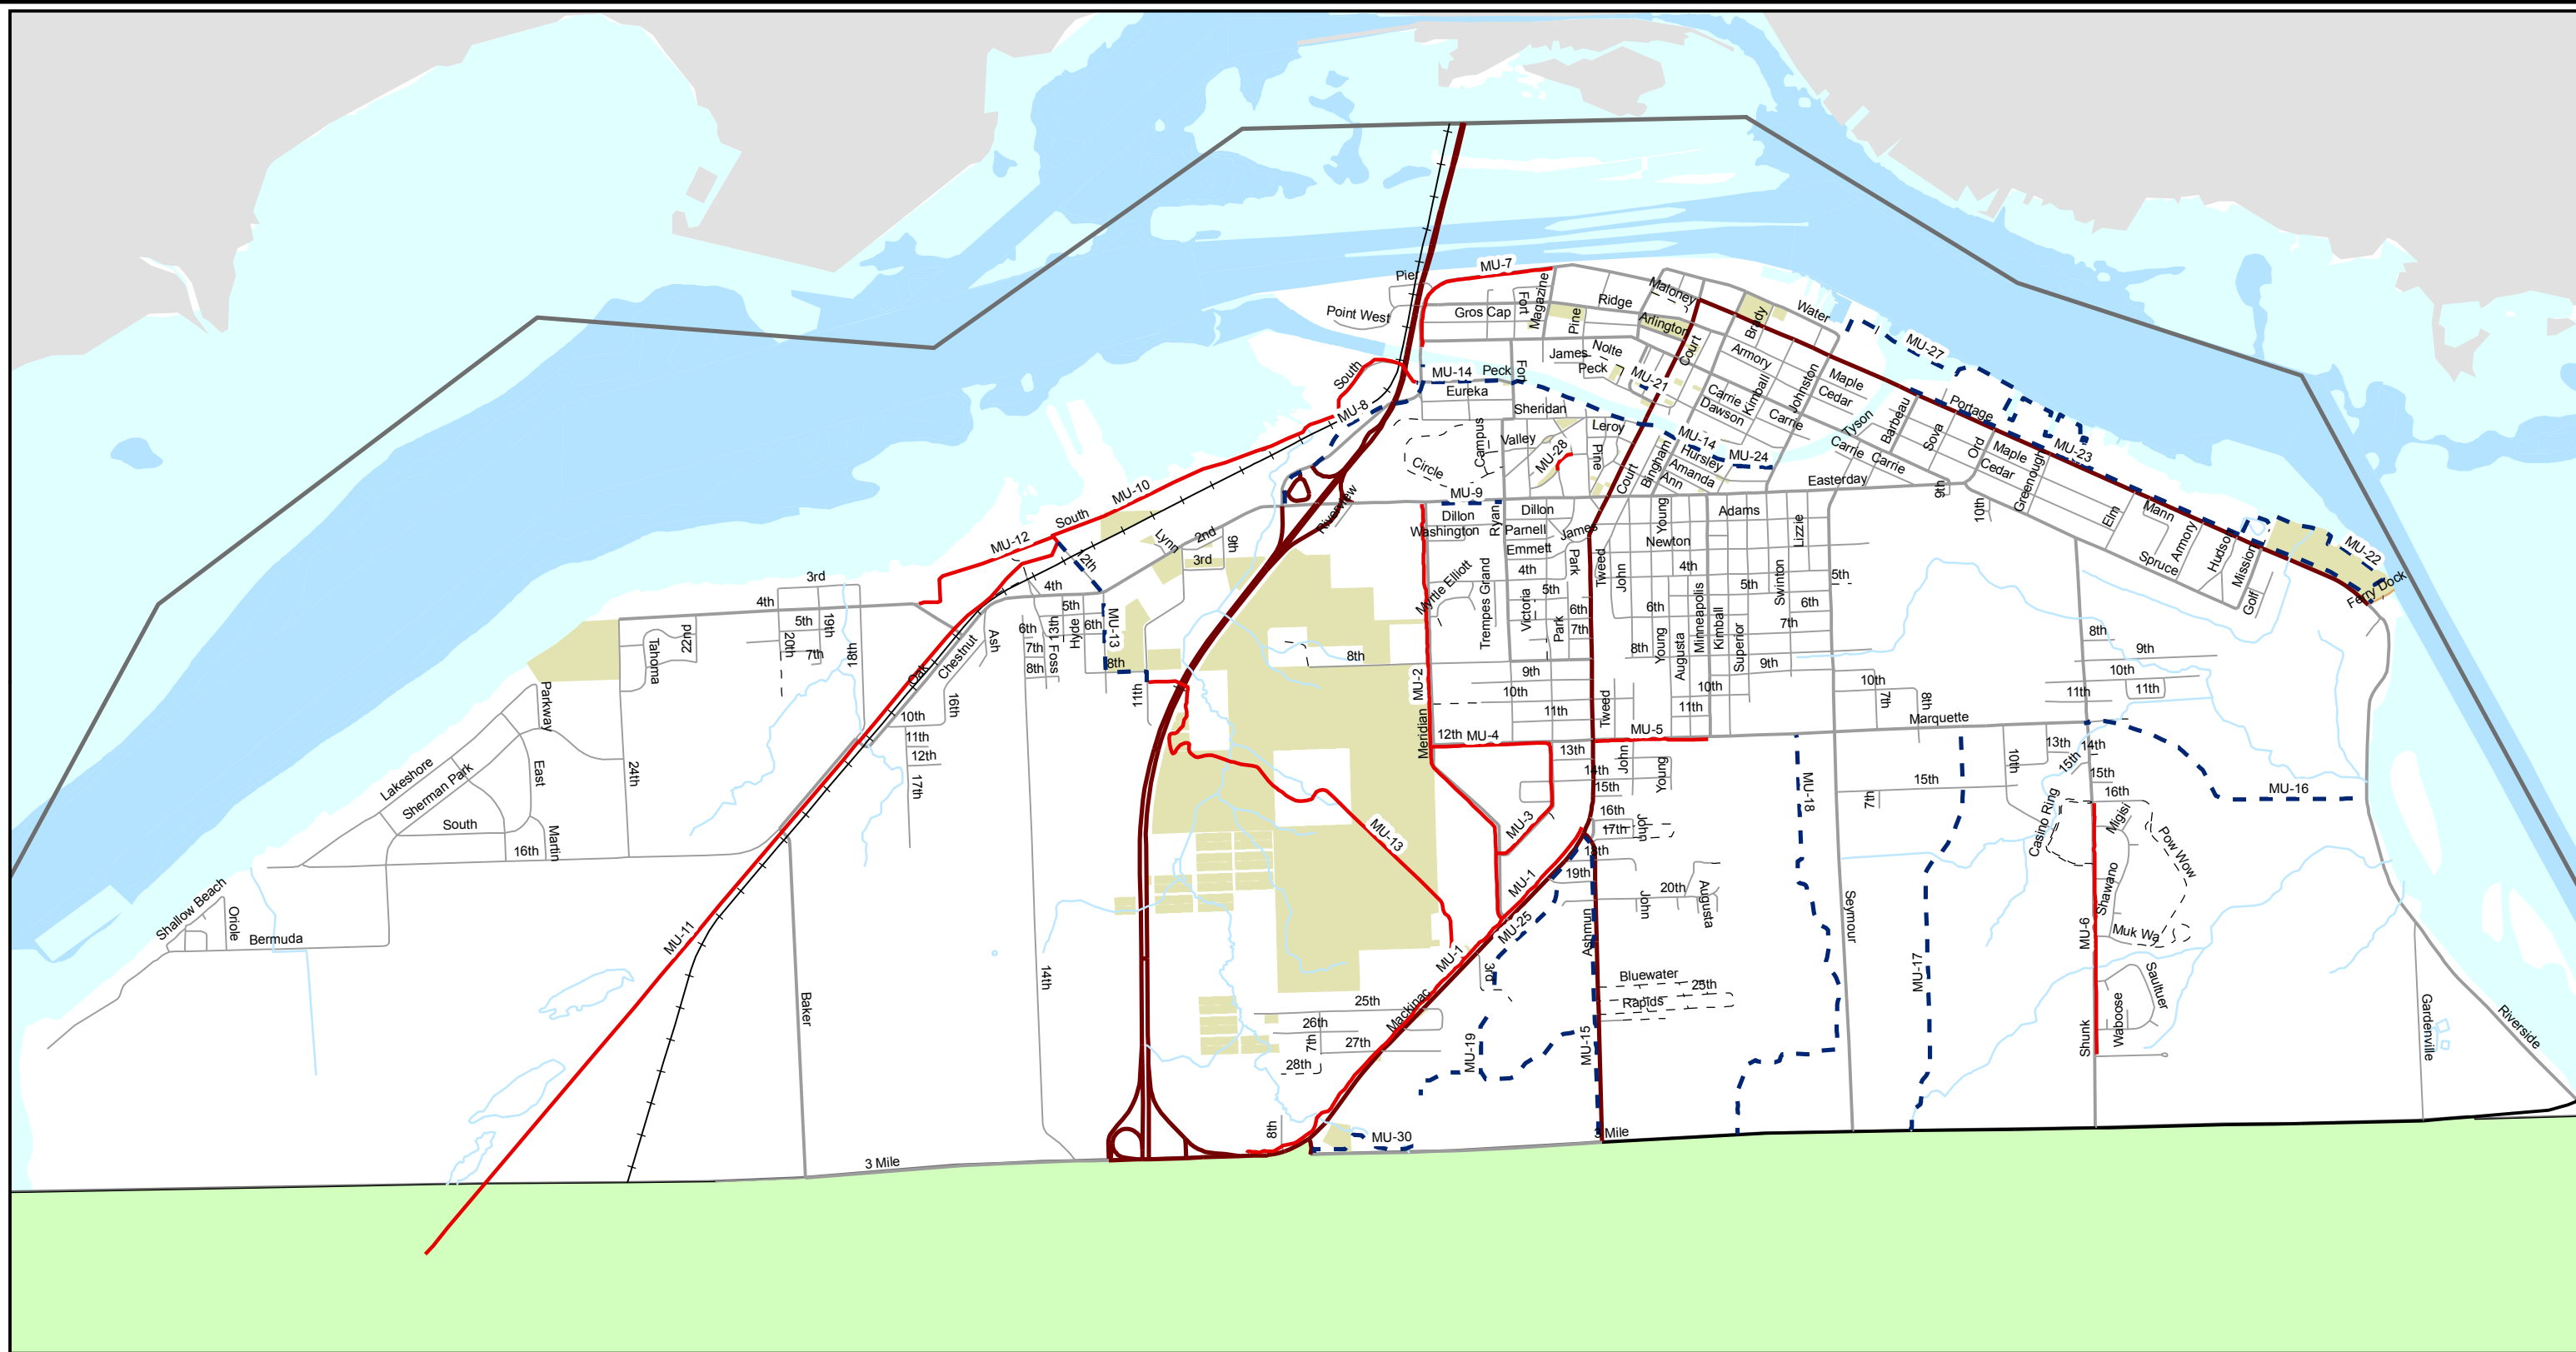 MU-7
Pier
Point West
Gros Cap
Fort
Magazine
Pine
Ridge
Maloney
Arlington
Brady
Water
MU-27
South
MU-14
Peck
Fort
James
Nolte
Peck
MU-21
Court
Armory
Maple
Cedar
Eureka
MU-8
Sheridan
Carrie
Dawson
Kimball
Carrie
Johnston
Tyson
Barbeau
Portage
Sova
Ord
Maple
Cedar
MU-23
Greenough
Valley
Campus
Circle
MU-28
Leroy
Pine
MU-14
Hursley
MU-24
Amanda
Ann
Bingham
Court
Carrie
Carrie
Easterday
9th
10th
Elm
Mann
Armory
Spruce
Hudson
Mission
Golf
MU-22
Ferry Dock
MU-10
South
MU-12
Lynn
2nd
9th
3rd
12th
Riverview
MU-9
Dillon
Washington
Ryan
Dillon
Parnell
James
Emmett
Young
Adams
Newton
Lizzie
3rd
4th
5th
19th
20th
7th
18th
22nd
Tahoma
4th
5th
6th
13th
Hyde
6th
7th
Foss
8th
MU-13
8th
Ash
Chestnut
Oak
16th
10th
11th
12th
17th
11th
Myrtle Elliott
Trempes Grand
4th
5th
6th
7th
Victoria
Park
Park
Tweed
John
4th
5th
Swinton
5th
6th
6th
7th
8th
Young
Augusta
Minneapolis
Kimball
Superior
9th
8th
MU-2
Meridian
9th
10th
11th
Tweed
10th
11th
10th
7th
8th
Marquette
8th
9th
10th
11th
11th
12th
MU-4
13th
MU-5
John
14th
15th
Young
16th
17th
John
18th
19th
20th
John
Augusta
MU-3
MU-13
MU-1
MU-25
MU-1
3rd
Ashmun
Bluewater
25th
Rapids
MU-18
15th
7th
Seymour
MU-17
10th
13th
14th
15th
15th
16th
MU-16
Casino Ring
Migisi
Pow Wow
Shawano
MU-6
Muk Wa
Saultuer
Waboose
Shunk
Gardenville
Riverside
Parkway
Lakeshore
Sherman Park
East
24th
South
16th
Martin
Shallow Beach
Oriole
Bermuda
MU-11
Baker
14th
25th
26th
7th
27th
28th
Mackinac
MU-19
MU-15
8th
MU-30
3 Mile
3 Mile